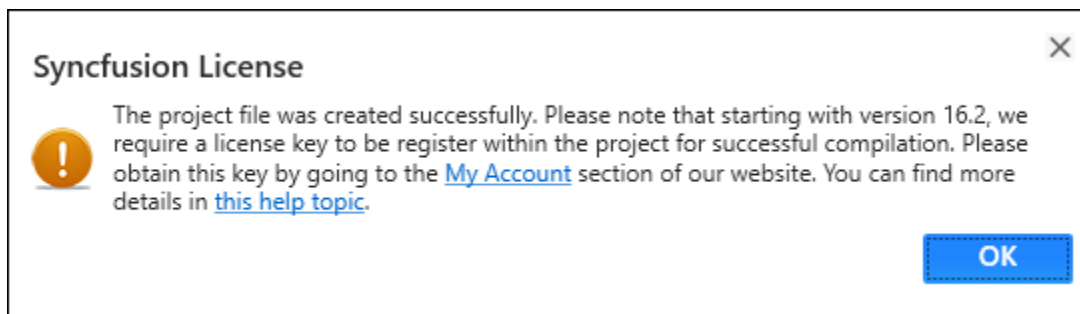 Syncfusion License
The project file was created successfully. Please note that starting with version 16.2, we
require a license key to be register within the project for successful compilation. Please
obtain this key by going to the My Account section of our website. You can find more
details in this help topic.
OK